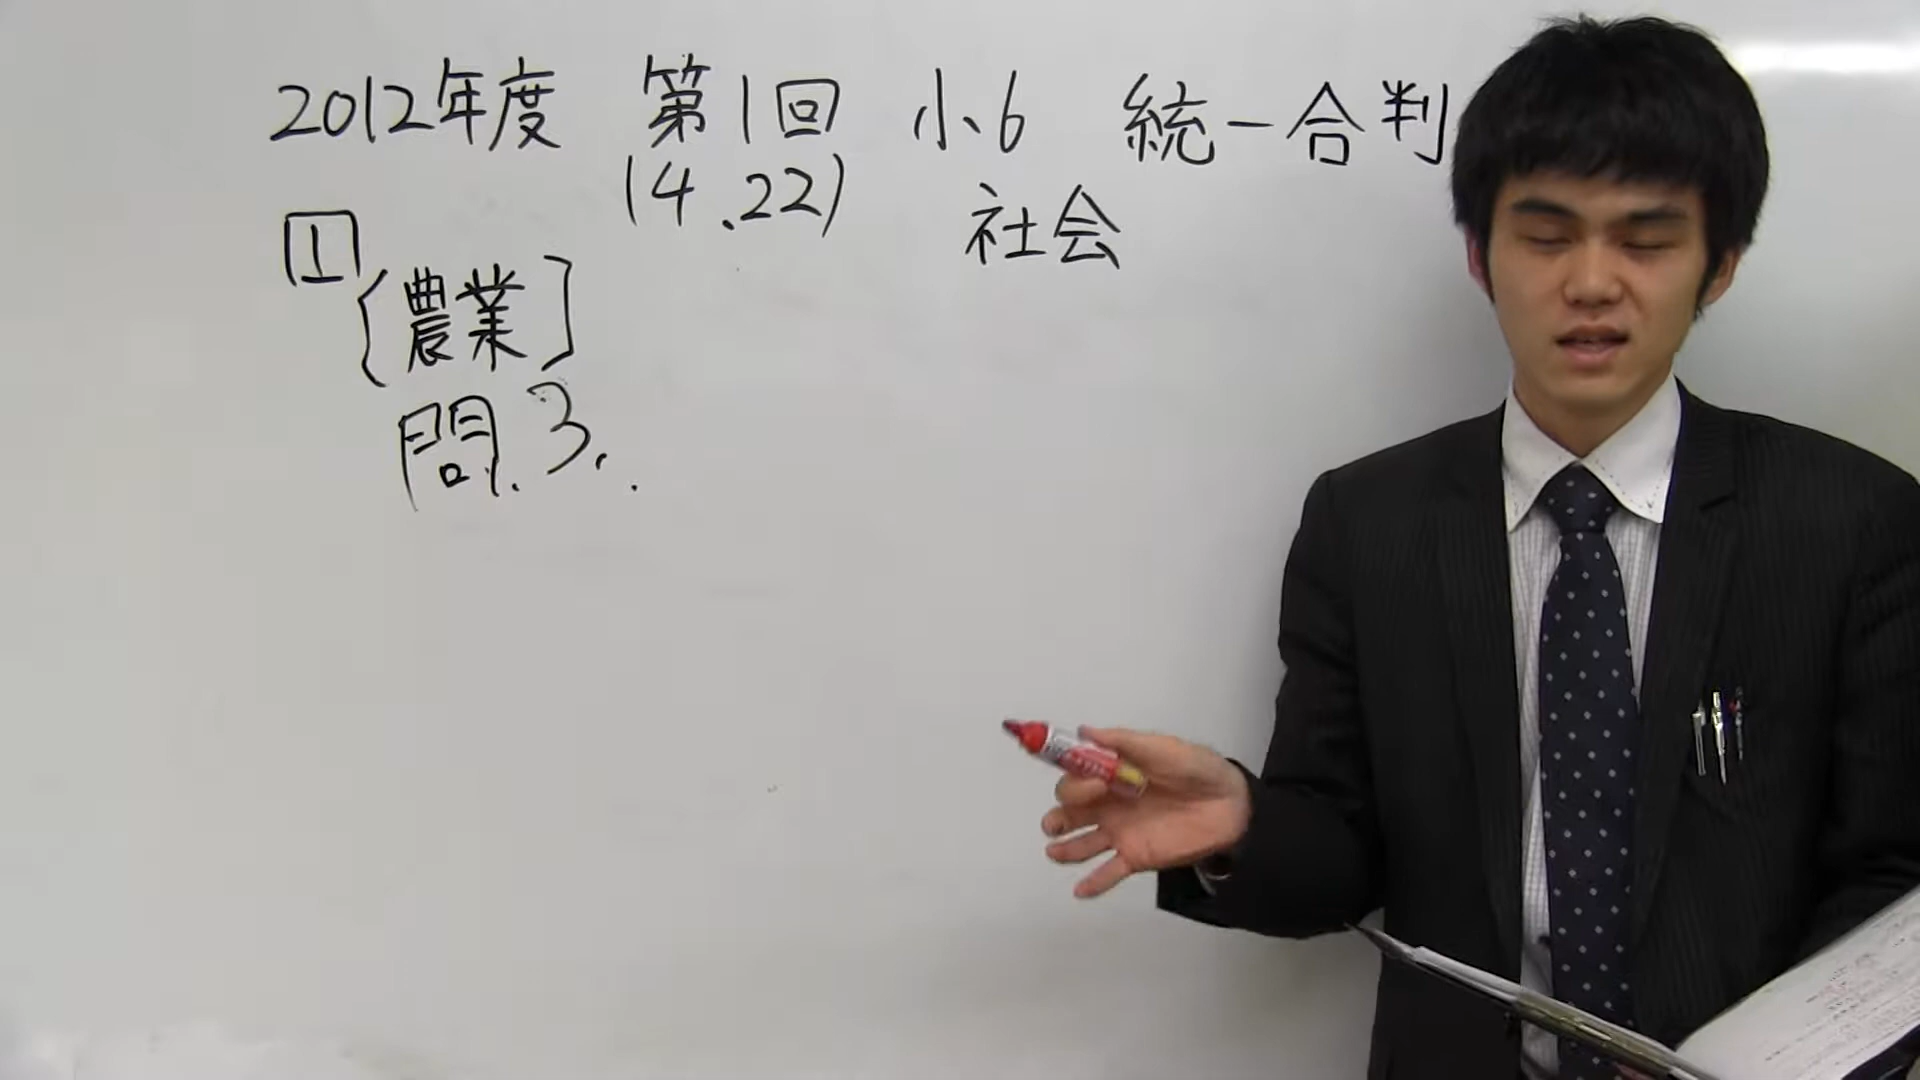 2012年度 第1回 小6 統一合判
(4.22) 社会
1
[農業]
問.3.